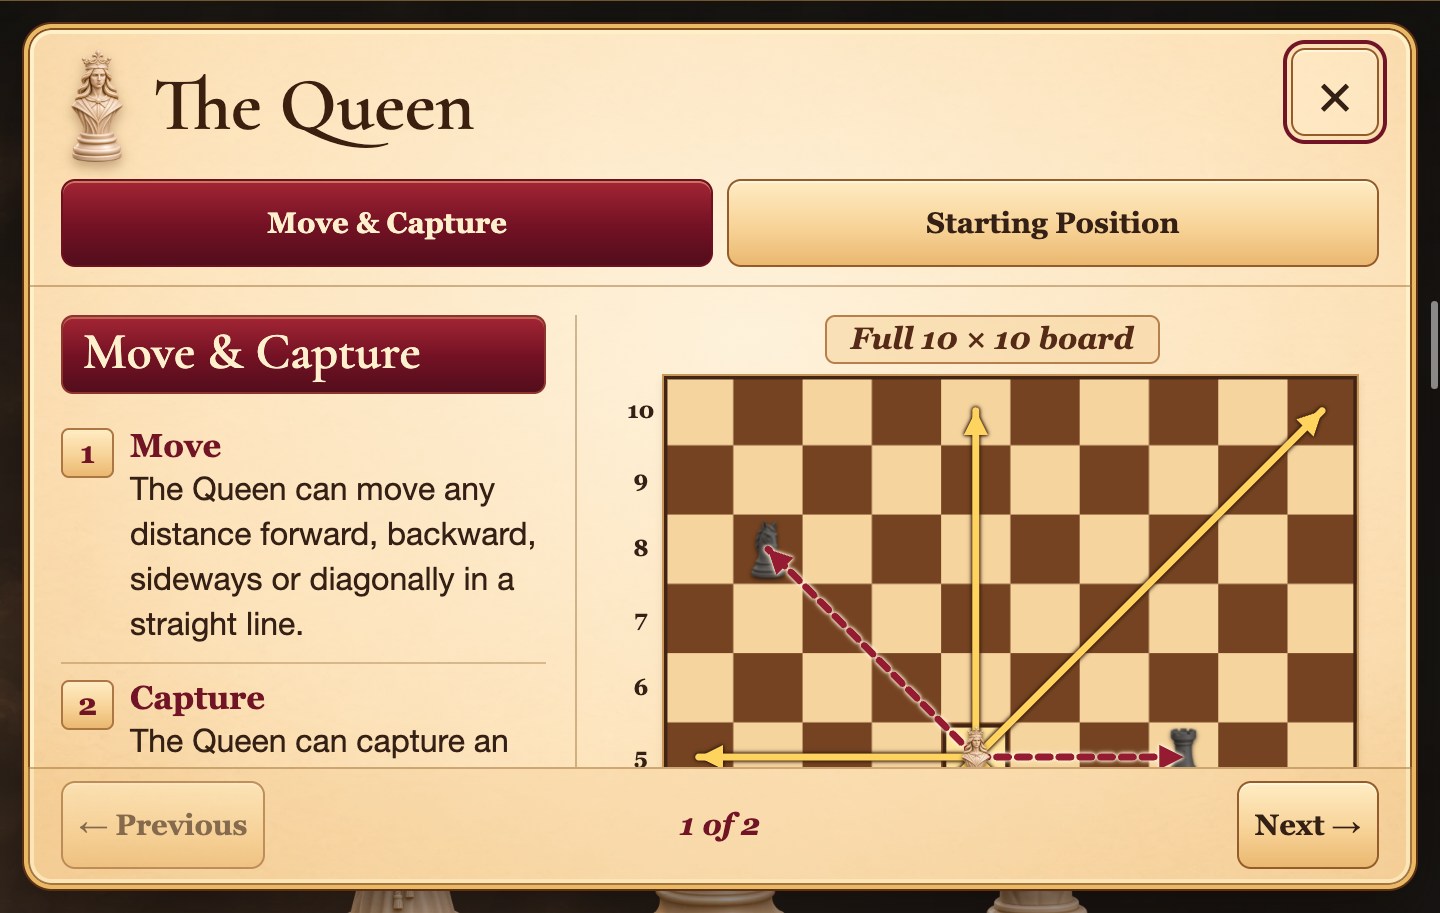 The Queen
×
Move & Capture
Starting Position
Move & Capture
1
Move
The Queen can move any
distance forward, backward,
sideways or diagonally in a
straight line.
2
Capture
The Queen can capture an
Full 10 × 10 board
10
9
8
7
6
5
← Previous
1 of 2
Next →